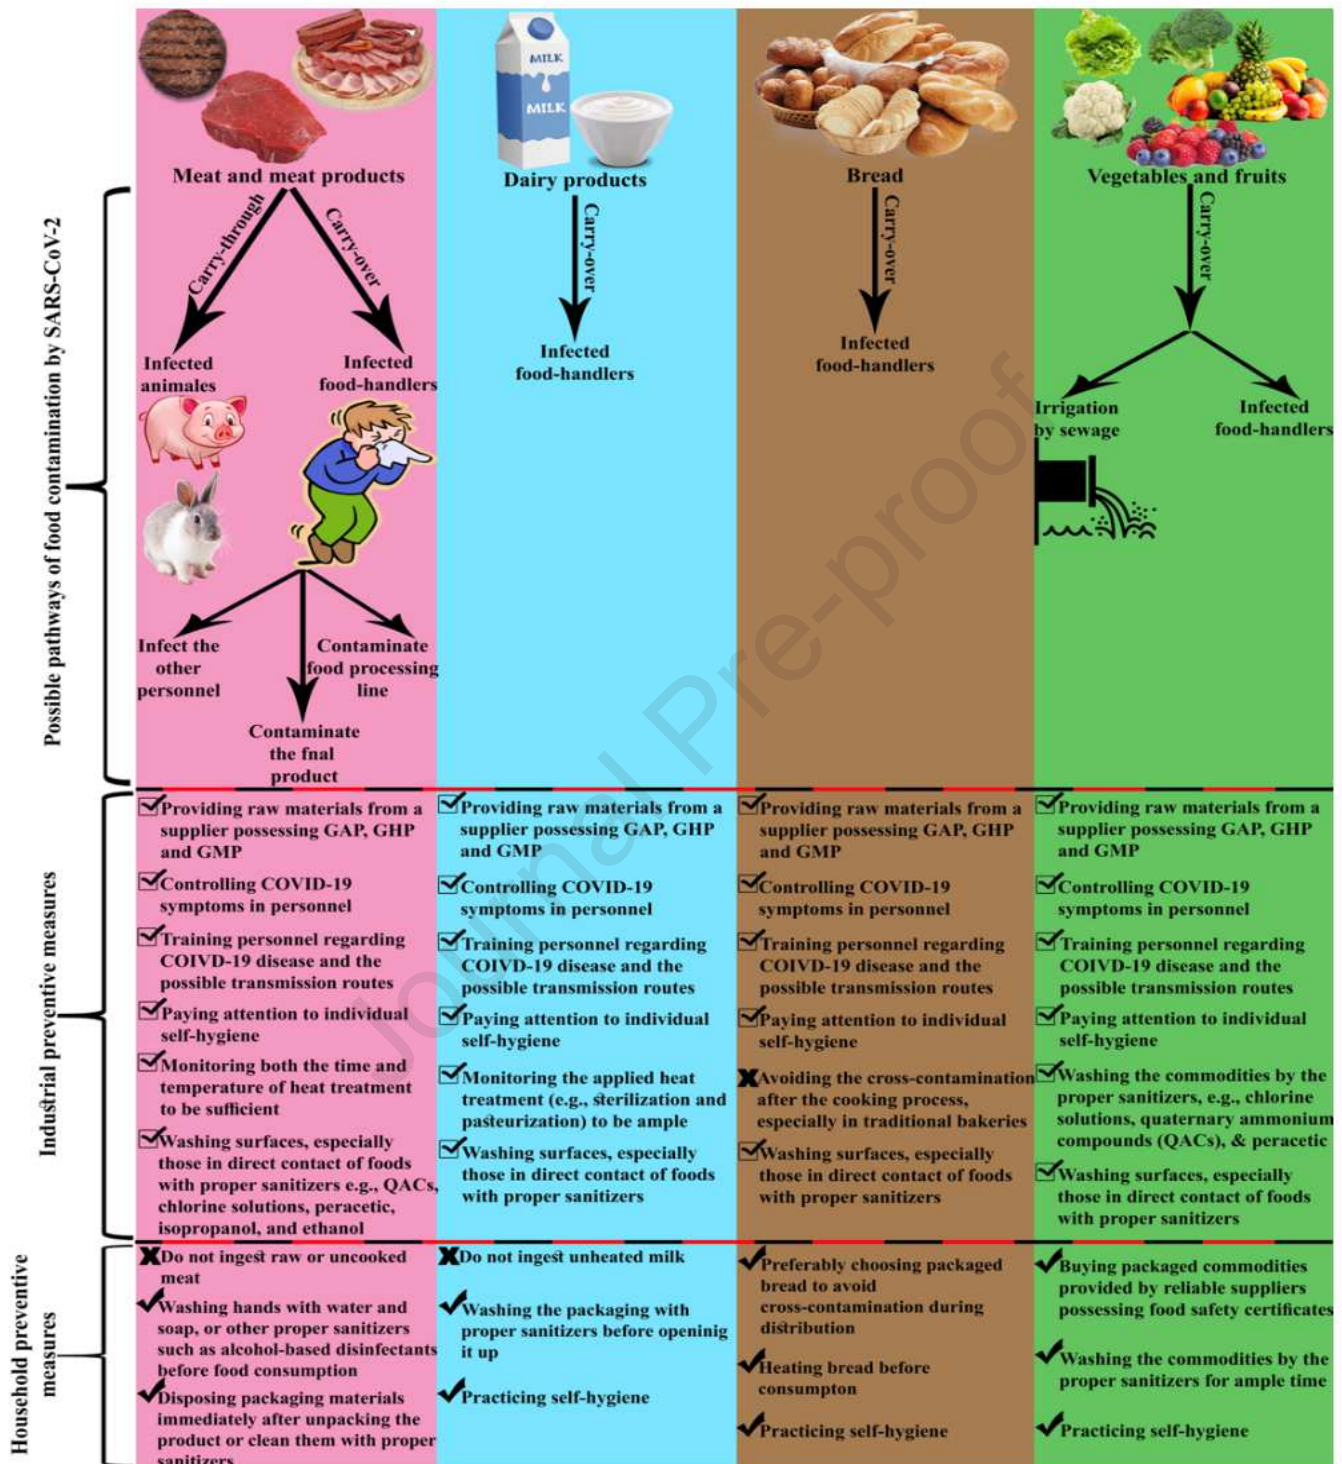 MILK
MILK
Meat and meat products
Dairy products
Bread
Vegetables and fruits
Possible pathways of food contamination by SARS-CoV-2
Carry-through
Carry-over
Carry-over
Carry-over
Carry-over
Infected
animales
Infected
food-handlers
Infected
food-handlers
Infected
food-handlers
Irrigation
by sewage
Infected
food-handlers
Infect the
other
personnel
Contaminate
food processing
line
Contaminate
the fnal
product
Journal Pre-proof
Industrial preventive measures
Providing raw materials from a
supplier possessing GAP, GHP
and GMP
Controlling COVID-19
symptoms in personnel
Training personnel regarding
COIVD-19 disease and the
possible transmission routes
Paying attention to individual
self-hygiene
Monitoring both the time and
temperature of heat treatment
to be sufficient
Washing surfaces, especially
those in direct contact of foods
with proper sanitizers e.g., QACs,
chlorine solutions, peracetic,
isopropanol, and ethanol
Providing raw materials from a
supplier possessing GAP, GHP
and GMP
Controlling COVID-19
symptoms in personnel
Training personnel regarding
COIVD-19 disease and the
possible transmission routes
Paying attention to individual
self-hygiene
Monitoring the applied heat
treatment (e.g., sterilization and
pasteurization) to be ample
Washing surfaces, especially
those in direct contact of foods
with proper sanitizers
Providing raw materials from a
supplier possessing GAP, GHP
and GMP
Controlling COVID-19
symptoms in personnel
Training personnel regarding
COIVD-19 disease and the
possible transmission routes
Paying attention to individual
self-hygiene
Avoiding the cross-contamination
after the cooking process,
especially in traditional bakeries
Washing surfaces, especially
those in direct contact of foods
with proper sanitizers
Providing raw materials from a
supplier possessing GAP, GHP
and GMP
Controlling COVID-19
symptoms in personnel
Training personnel regarding
COIVD-19 disease and the
possible transmission routes
Paying attention to individual
self-hygiene
Washing the commodities by the
proper sanitizers, e.g., chlorine
solutions, quaternary ammonium
compounds (QACs), & peracetic
Washing surfaces, especially
those in direct contact of foods
with proper sanitizers
Household preventive
measures
Do not ingest raw or uncooked
meat
Washing hands with water and
soap, or other proper sanitizers
such as alcohol-based disinfectants
before food consumption
Disposing packaging materials
immediately after unpacking the
product or clean them with proper
sanitizers
Do not ingest unheated milk
Washing the packaging with
proper sanitizers before openinig
it up
Practicing self-hygiene
Preferably choosing packaged
bread to avoid
cross-contamination during
distribution
Heating bread before
consumpton
Practicing self-hygiene
Buying packaged commodities
provided by reliable suppliers
possessing food safety certificates
Washing the commodities by the
proper sanitizers for ample time
Practicing self-hygiene